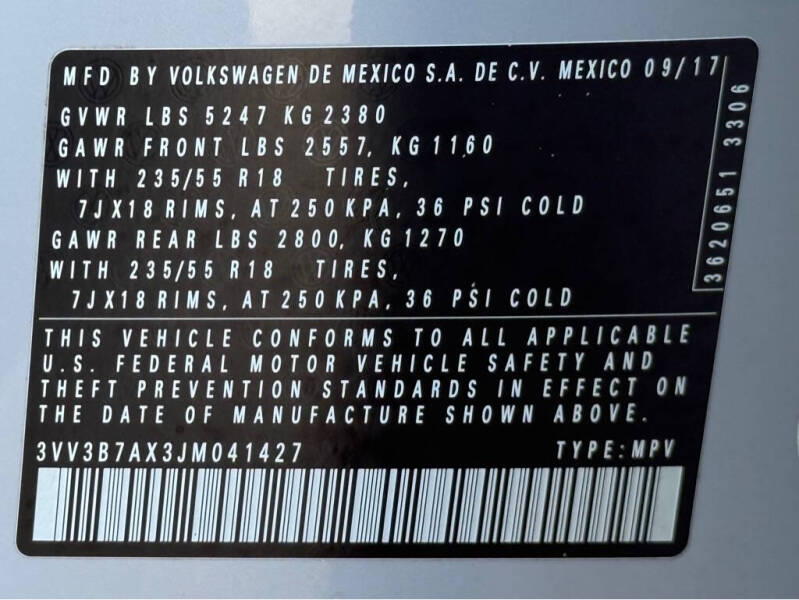 MFD BY VOLKSWAGEN DE MEXICO S.A. DE C.V. MEXICO 09/17
GVWR LBS 5247 KG 2380
GAWR FRONT LBS 2557, KG 1160
WITH 235/55 R18 TIRES,
7JX18 RIMS, AT 250 KPA, 36 PSI COLD
GAWR REAR LBS 2800, KG 1270
WITH 235/55 R18 TIRES,
7JX18 RIMS, AT 250 KPA, 36 PSI COLD
3620651 3306
THIS VEHICLE CONFORMS TO ALL APPLICABLE
U.S. FEDERAL MOTOR VEHICLE SAFETY AND
THEFT PREVENTION STANDARDS IN EFFECT ON
THE DATE OF MANUFACTURE SHOWN ABOVE.
3VV3B7AX3JM041427 TYPE:MPV